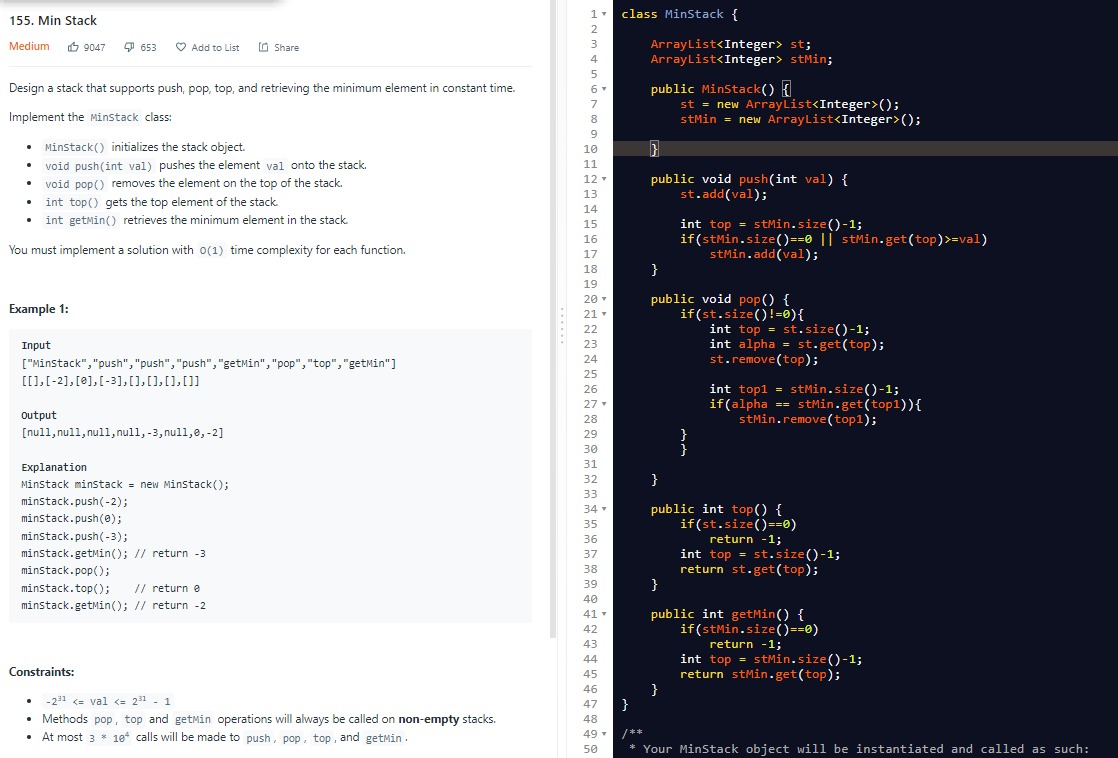 155. Min Stack
Medium 9047 653 Add to List Share
Design a stack that supports push, pop, top, and retrieving the minimum element in constant time.
Implement the MinStack class:
• MinStack() initializes the stack object.
• void push(int val) pushes the element val onto the stack.
• void pop() removes the element on the top of the stack.
• int top() gets the top element of the stack.
• int getMin() retrieves the minimum element in the stack.
You must implement a solution with O(1) time complexity for each function.
Example 1:
Input
["MinStack","push","push","push","getMin","pop","top","getMin"]
[[],[-2],[0],[-3],[],[],[],[]]
Output
[null,null,null,null,-3,null,0,-2]
Explanation
MinStack minStack = new MinStack();
minStack.push(-2);
minStack.push(0);
minStack.push(-3);
minStack.getMin(); // return -3
minStack.pop();
minStack.top();    // return 0
minStack.getMin(); // return -2
Constraints:
• -2³¹ <= val <= 2³¹ - 1
• Methods pop, top and getMin operations will always be called on non-empty stacks.
• At most 3 * 10⁴ calls will be made to push, pop, top, and getMin.
1 class MinStack {
2
3     ArrayList<Integer> st;
4     ArrayList<Integer> stMin;
5
6     public MinStack() {
7         st = new ArrayList<Integer>();
8         stMin = new ArrayList<Integer>();
9
10     }
11
12     public void push(int val) {
13         st.add(val);
14
15         int top = stMin.size()-1;
16         if(stMin.size()==0 || stMin.get(top)>=val)
17             stMin.add(val);
18     }
19
20     public void pop() {
21         if(st.size()!=0){
22             int top = st.size()-1;
23             int alpha = st.get(top);
24             st.remove(top);
25
26             int top1 = stMin.size()-1;
27             if(alpha == stMin.get(top1)){
28                 stMin.remove(top1);
29         }
30         }
31
32     }
33
34     public int top() {
35         if(st.size()==0)
36             return -1;
37         int top = st.size()-1;
38         return st.get(top);
39     }
40
41     public int getMin() {
42         if(stMin.size()==0)
43             return -1;
44         int top = stMin.size()-1;
45         return stMin.get(top);
46     }
47 }
48
49 /**
50  * Your MinStack object will be instantiated and called as such: